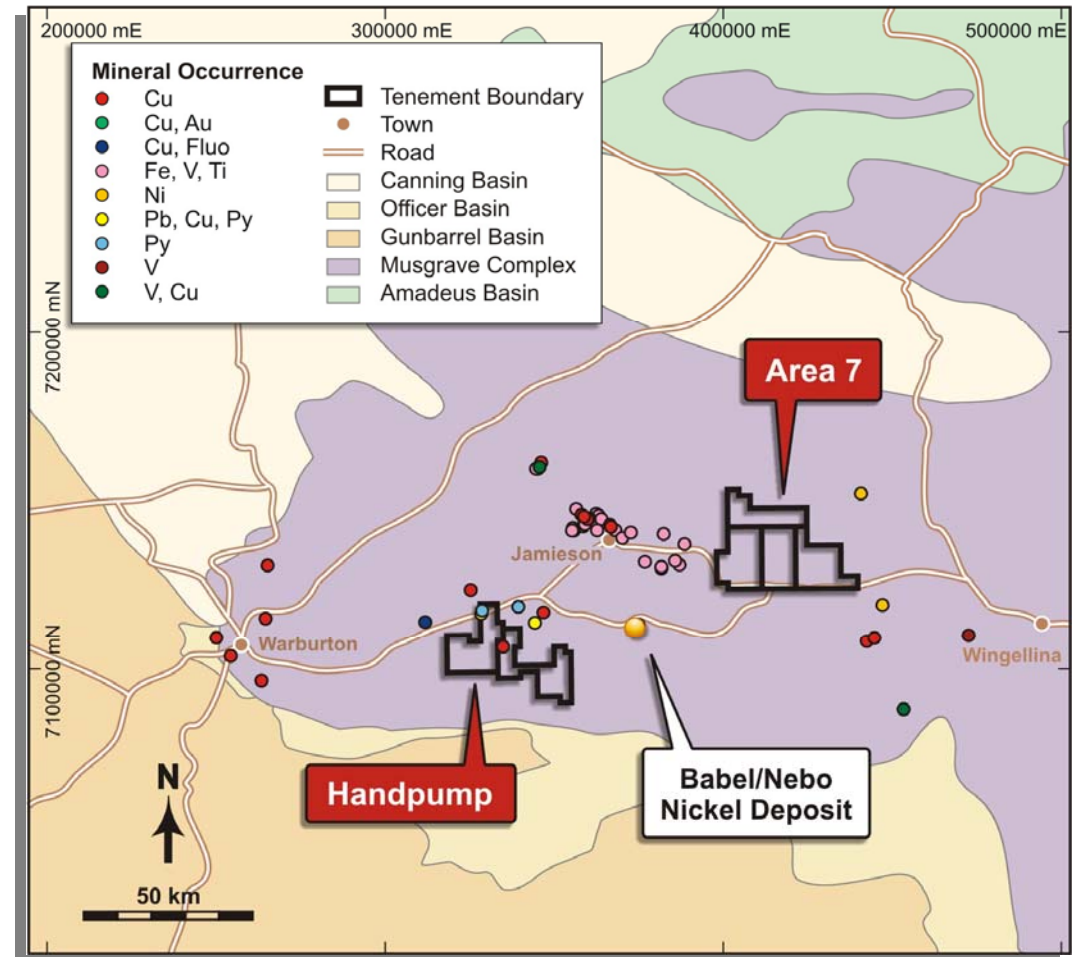 200000 mE
300000 mE
400000 mE
500000 mE
Mineral Occurrence
Cu
Cu, Au
Cu, Fluo
Fe, V, Ti
Ni
Pb, Cu, Py
Py
V
V, Cu
Tenement Boundary
Town
Road
Canning Basin
Officer Basin
Gunbarrel Basin
Musgrave Complex
Amadeus Basin
7200000 mN
Area 7
Jamieson
Warburton
Wingellina
7100000 mN
Handpump
Babel/Nebo
Nickel Deposit
N
50 km